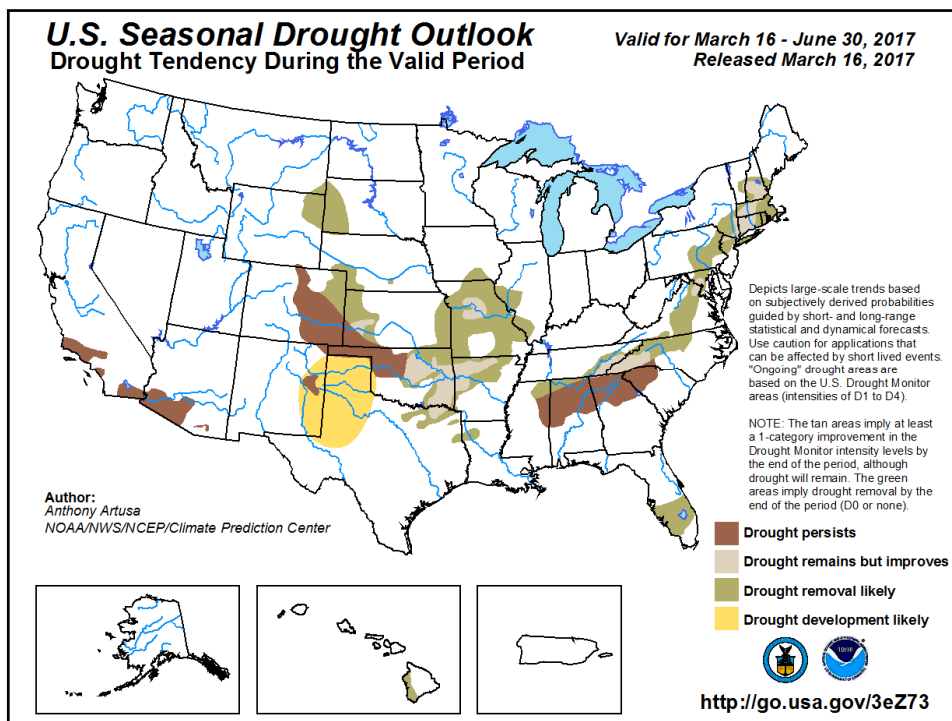 U.S. Seasonal Drought Outlook
Drought Tendency During the Valid Period
Valid for March 16 - June 30, 2017
Released March 16, 2017
Depicts large-scale trends based
on subjectively derived probabilities
guided by short- and long-range
statistical and dynamical forecasts.
Use caution for applications that
can be affected by short lived events.
"Ongoing" drought areas are
based on the U.S. Drought Monitor
areas (intensities of D1 to D4).
NOTE: The tan areas imply at least
a 1-category improvement in the
Drought Monitor intensity levels by
the end of the period, although
drought will remain. The green
areas imply drought removal by the
end of the period (D0 or none).
Author:
Anthony Artusa
NOAA/NWS/NCEP/Climate Prediction Center
Drought persists
Drought remains but improves
Drought removal likely
Drought development likely
http://go.usa.gov/3eZ73